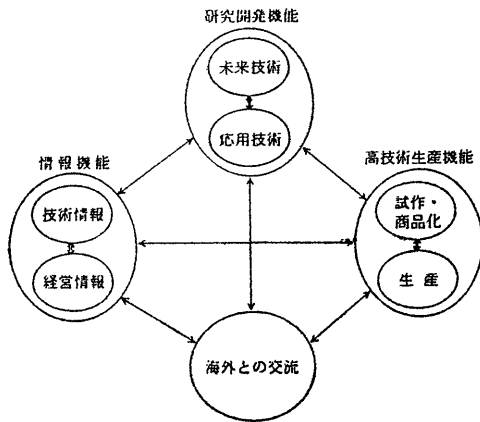 研究開発機能
未来技術
応用技術
情報機能
技術情報
経営情報
高技術生産機能
試作・
商品化
生産
海外との交流